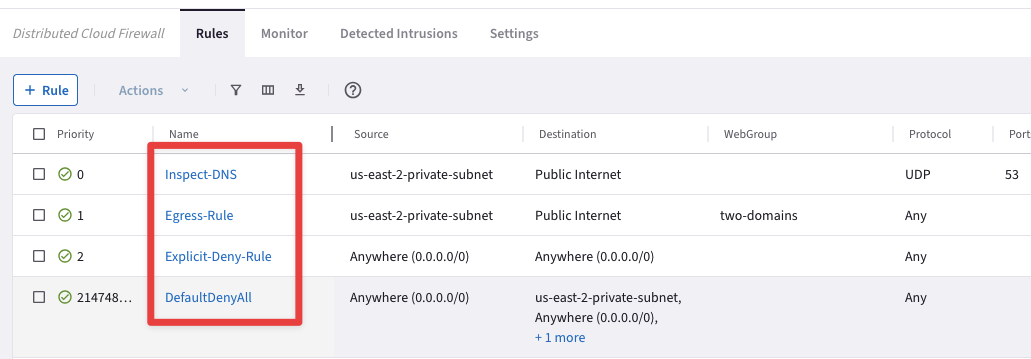 Distributed Cloud Firewall Rules Monitor Detected Intrusions Settings
+ Rule Actions
Priority Name Source Destination WebGroup Protocol Port
0 Inspect-DNS us-east-2-private-subnet Public Internet UDP 53
1 Egress-Rule us-east-2-private-subnet Public Internet two-domains Any
2 Explicit-Deny-Rule Anywhere (0.0.0.0/0) Anywhere (0.0.0.0/0) Any
214748... DefaultDenyAll Anywhere (0.0.0.0/0) us-east-2-private-subnet, Any
Anywhere (0.0.0.0/0),
+ 1 more